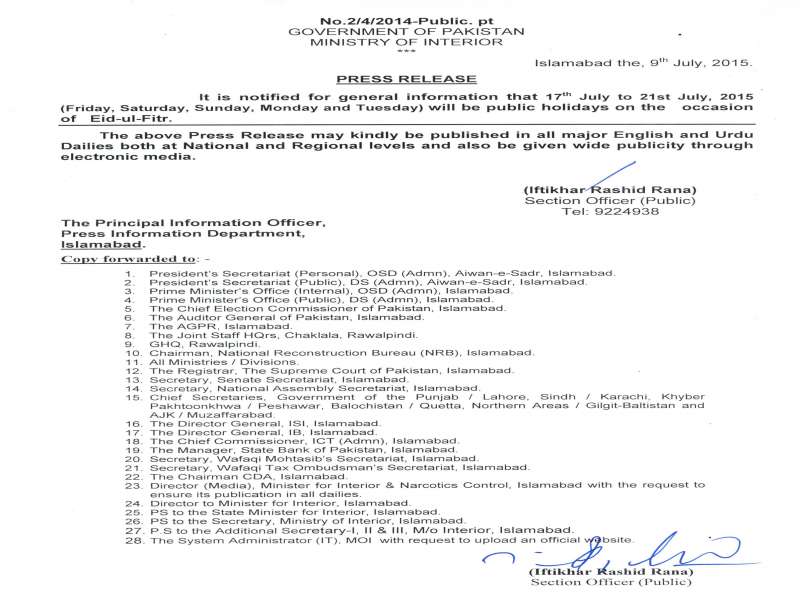 No.2/4/2014-Public. pt
GOVERNMENT OF PAKISTAN
MINISTRY OF INTERIOR
***
Islamabad the, 9th July, 2015.
PRESS RELEASE
It is notified for general information that 17th July to 21st July, 2015
(Friday, Saturday, Sunday, Monday and Tuesday) will be public holidays on the occasion
of Eid-ul-Fitr.
The above Press Release may kindly be published in all major English and Urdu
Dailies both at National and Regional levels and also be given wide publicity through
electronic media.
(Iftikhar Rashid Rana)
Section Officer (Public)
Tel: 9224938
The Principal Information Officer,
Press Information Department,
Islamabad.
Copy forwarded to: -
1. President's Secretariat (Personal), OSD (Admn), Aiwan-e-Sadr, Islamabad.
2. President's Secretariat (Public), DS (Admn), Aiwan-e-Sadr, Islamabad.
3. Prime Minister's Office (Internal), OSD (Admn), Islamabad.
4. Prime Minister's Office (Public), DS (Admn), Islamabad.
5. The Chief Election Commissioner of Pakistan, Islamabad.
6. The Auditor General of Pakistan, Islamabad.
7. The AGPR, Islamabad.
8. The Joint Staff HQrs, Chaklala, Rawalpindi.
9. GHQ, Rawalpindi.
10. Chairman, National Reconstruction Bureau (NRB), Islamabad.
11. All Ministries / Divisions.
12. The Registrar, The Supreme Court of Pakistan, Islamabad.
13. Secretary, Senate Secretariat, Islamabad.
14. Secretary, National Assembly Secretariat, Islamabad.
15. Chief Secretaries, Government of the Punjab / Lahore, Sindh / Karachi, Khyber
Pakhtoonkhwa / Peshawar, Balochistan / Quetta, Northern Areas / Gilgit-Baltistan and
AJK / Muzaffarabad.
16. The Director General, ISI, Islamabad.
17. The Director General, IB, Islamabad.
18. The Chief Commissioner, ICT (Admn), Islamabad.
19. The Manager, State Bank of Pakistan, Islamabad.
20. Secretary, Wafaqi Mohtasib's Secretariat, Islamabad.
21. Secretary, Wafaqi Tax Ombudsman's Secretariat, Islamabad.
22. The Chairman CDA, Islamabad.
23. Director (Media), Minister for Interior & Narcotics Control, Islamabad with the request to
ensure its publication in all dailies.
24. Director to Minister for Interior, Islamabad.
25. PS to the State Minister for Interior, Islamabad.
26. PS to the Secretary, Ministry of Interior, Islamabad.
27. P.S to the Additional Secretary-I, II & III, M/o Interior, Islamabad.
28. The System Administrator (IT), MOI with request to upload an official website.
(Iftikhar Rashid Rana)
Section Officer (Public)